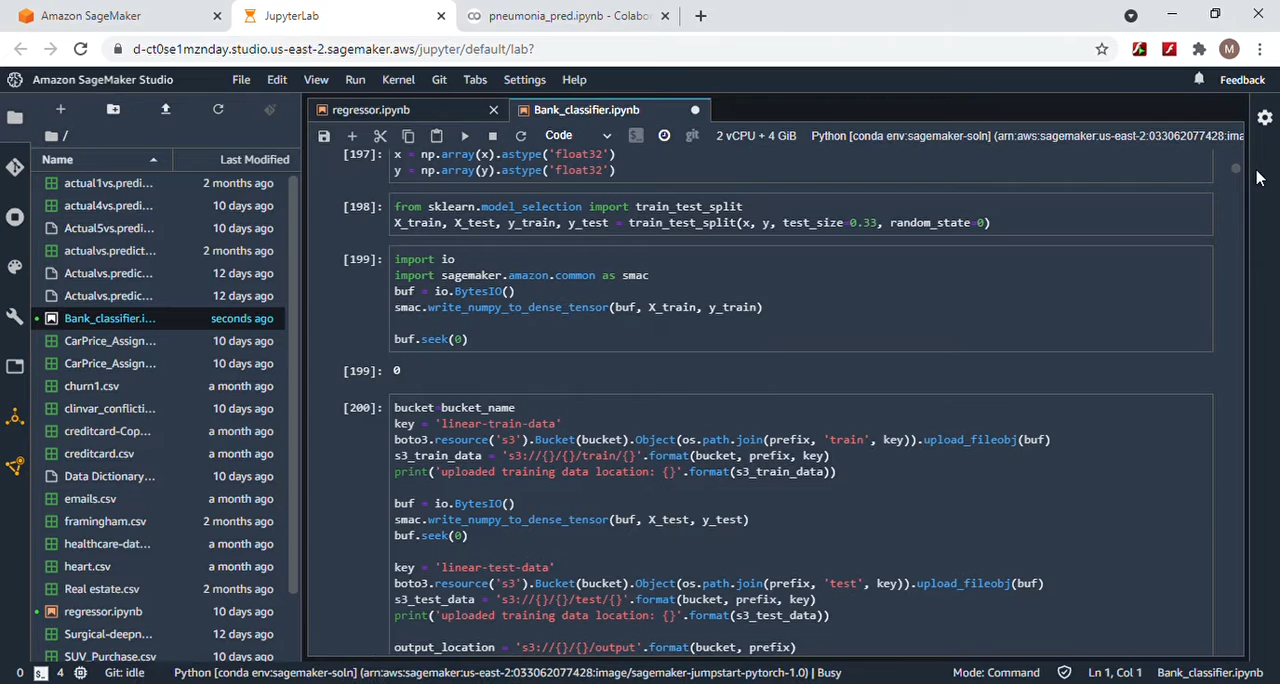 Amazon SageMaker
JupyterLab
pneumonia_pred.ipynb - Colabo
d-ct0se1mznday.studio.us-east-2.sagemaker.aws/jupyter/default/lab?
M
Amazon SageMaker Studio
File Edit View Run Kernel Git Tabs Settings Help
Feedback
regressor.ipynb
Bank_classifier.ipynb
Code
git
2 vCPU + 4 GiB
Python [conda env:sagemaker-soln] (arn:aws:sagemaker:us-east-2:033062077428:ima
/
Name Last Modified
actual1vs.predi... 2 months ago
actual4vs.predi... 10 days ago
Actual5vs.predi... 10 days ago
actualvs.predict... 2 months ago
Actualvs.predic... 12 days ago
Actualvs.predic... 12 days ago
Bank_classifier.i... seconds ago
CarPrice_Assign... 10 days ago
CarPrice_Assign... 10 days ago
churn1.csv a month ago
clinvar_conflicti... 10 days ago
creditcard-Cop... a month ago
creditcard.csv a month ago
Data Dictionary... 10 days ago
emails.csv a month ago
framingham.csv 2 months ago
healthcare-dat... a month ago
heart.csv a month ago
Real estate.csv 2 months ago
regressor.ipynb 10 days ago
Surgical-deepn... 12 days ago
SUV_Purchase.csv 10 days ago
[197]: x = np.array(x).astype('float32')
y = np.array(y).astype('float32')
[198]: from sklearn.model_selection import train_test_split
X_train, X_test, y_train, y_test = train_test_split(x, y, test_size=0.33, random_state=0)
[199]: import io
import sagemaker.amazon.common as smac
buf = io.BytesIO()
smac.write_numpy_to_dense_tensor(buf, X_train, y_train)
buf.seek(0)
[199]: 0
[200]: bucket=bucket_name
key = 'linear-train-data'
boto3.resource('s3').Bucket(bucket).Object(os.path.join(prefix, 'train', key)).upload_fileobj(buf)
s3_train_data = 's3://{}/{}/train/{}'.format(bucket, prefix, key)
print('uploaded training data location: {}'.format(s3_train_data))
buf = io.BytesIO()
smac.write_numpy_to_dense_tensor(buf, X_test, y_test)
buf.seek(0)
key = 'linear-test-data'
boto3.resource('s3').Bucket(bucket).Object(os.path.join(prefix, 'test', key)).upload_fileobj(buf)
s3_test_data = 's3://{}/{}/test/{}'.format(bucket, prefix, key)
print('uploaded training data location: {}'.format(s3_test_data))
output_location = 's3://{}/{}/output'.format(bucket, prefix)
0 4 Git: idle Python [conda env:sagemaker-soln] (arn:aws:sagemaker:us-east-2:033062077428:image/sagemaker-jumpstart-pytorch-1.0) | Busy Mode: Command Ln 1, Col 1 Bank_classifier.ipynb